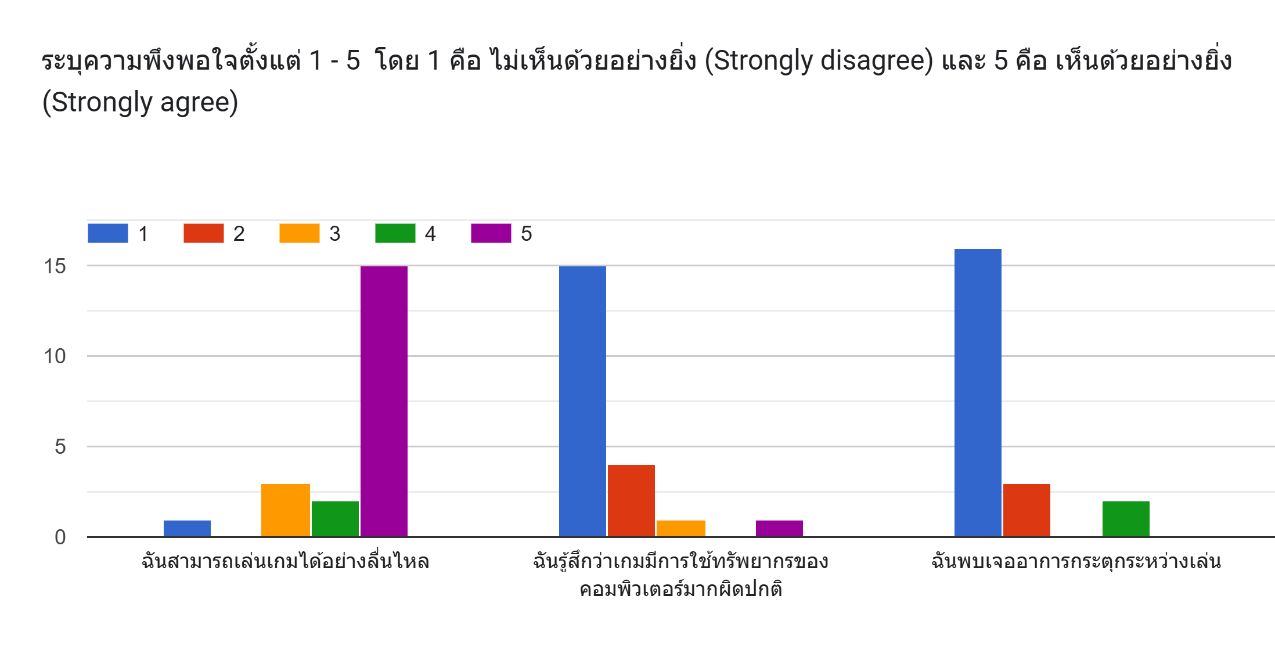 ระบุความพึงพอใจตั้งแต่ 1 - 5  โดย 1 คือ ไม่เห็นด้วยอย่างยิ่ง (Strongly disagree) และ 5 คือ เห็นด้วยอย่างยิ่ง
(Strongly agree)
1 2 3 4 5
15
10
5
0
ฉันสามารถเล่นเกมได้อย่างลื่นไหล
ฉันรู้สึกว่าเกมมีการใช้ทรัพยากรของ
คอมพิวเตอร์มากผิดปกติ
ฉันพบเจออาการกระตุกระหว่างเล่น